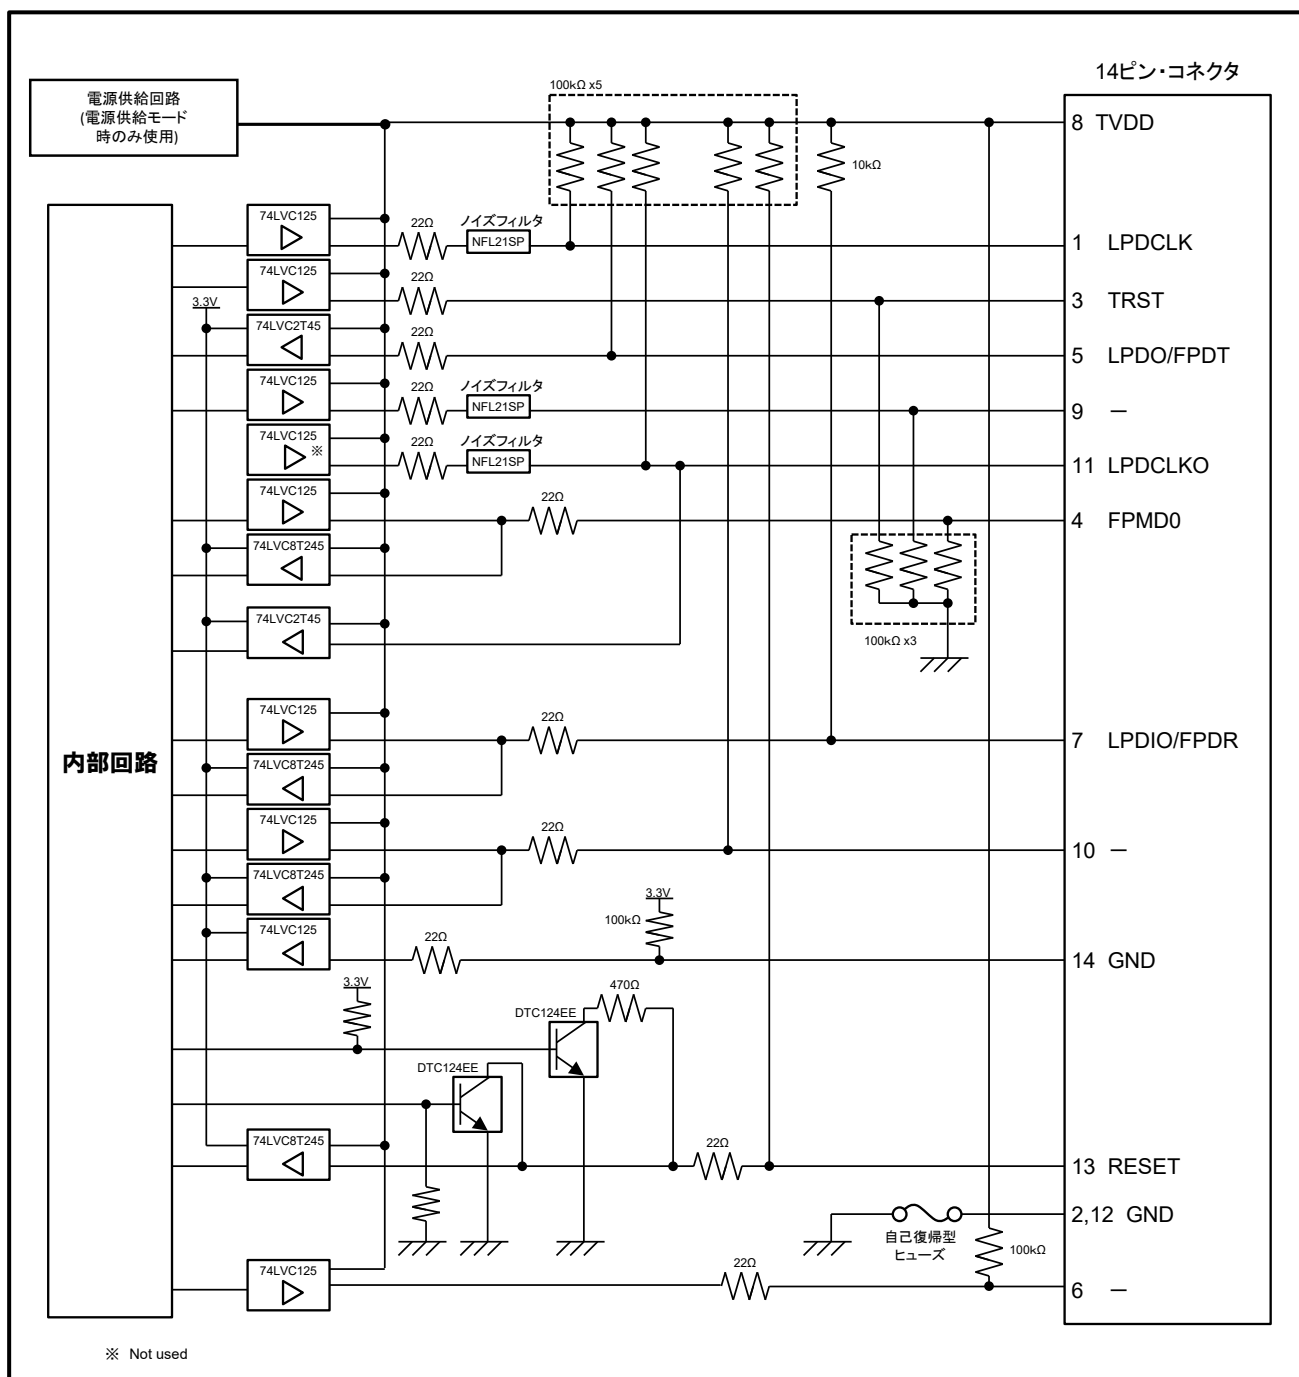 14ピン・コネクタ
電源供給回路
(電源供給モード
時のみ使用)
100kΩ x5
8 TVDD
10kΩ
74LVC125
22Ω
ノイズフィルタ
NFL21SP
1 LPDCLK
74LVC125
22Ω
3 TRST
3.3V
74LVC2T45
22Ω
5 LPDO/FPDT
74LVC125
22Ω
ノイズフィルタ
NFL21SP
9 －
74LVC125
※
22Ω
ノイズフィルタ
NFL21SP
11 LPDCLKO
74LVC125
22Ω
4 FPMD0
74LVC8T245
74LVC2T45
100kΩ x3
内部回路
74LVC125
22Ω
7 LPDIO/FPDR
74LVC8T245
74LVC125
22Ω
10 －
74LVC8T245
3.3V
100kΩ
74LVC125
22Ω
14 GND
3.3V
470Ω
DTC124EE
DTC124EE
74LVC8T245
22Ω
13 RESET
2,12 GND
自己復帰型
ヒューズ
100kΩ
74LVC125
22Ω
6 －
※ Not used